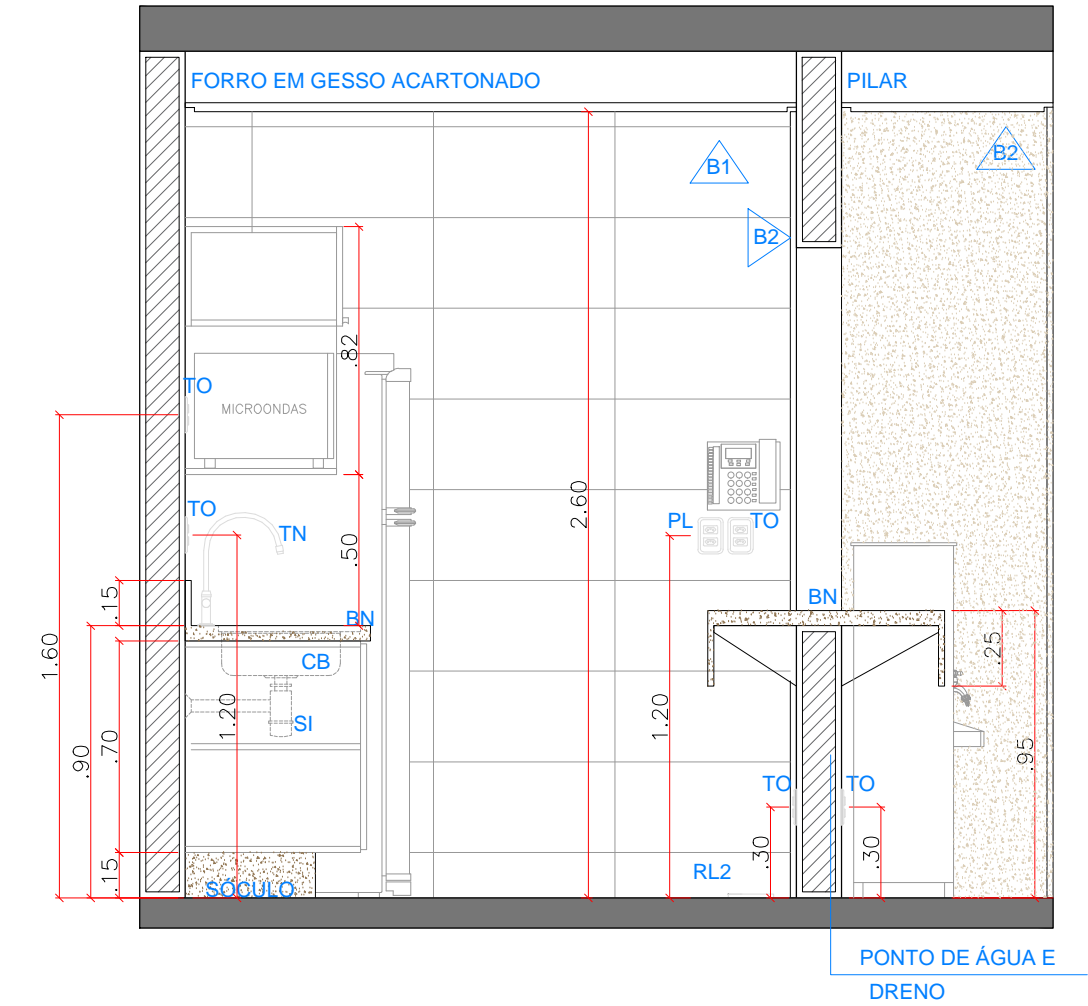 FORRO EM GESSO ACARTONADO
PILAR
B1
B2
B2
.82
2.60
TO
MICROONDAS
TO
TN
PL
TO
.50
.15
BN
BN
1.60
CB
.25
SI
1.20
1.20
.70
.90
.95
TO
TO
.30
.30
.15
SÓCULO
RL2
PONTO DE ÁGUA E
DRENO